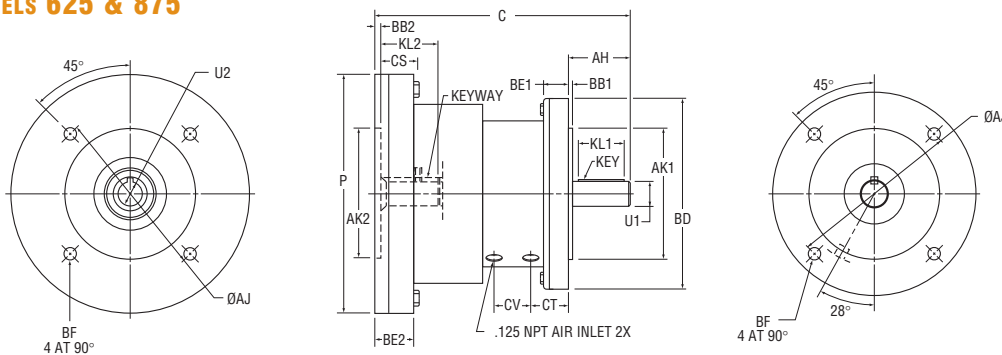 ELS 625 & 875
C
BB2
KL2
CS
AH
BE1
BB1
45°
U2
KEYWAY
45°
ØA
KL1
KEY
P
AK2
AK1
U1
BD
ØAJ
BF
4 AT 90°
BE2
CV
CT
.125 NPT AIR INLET 2X
28°
BF
4 AT 90°